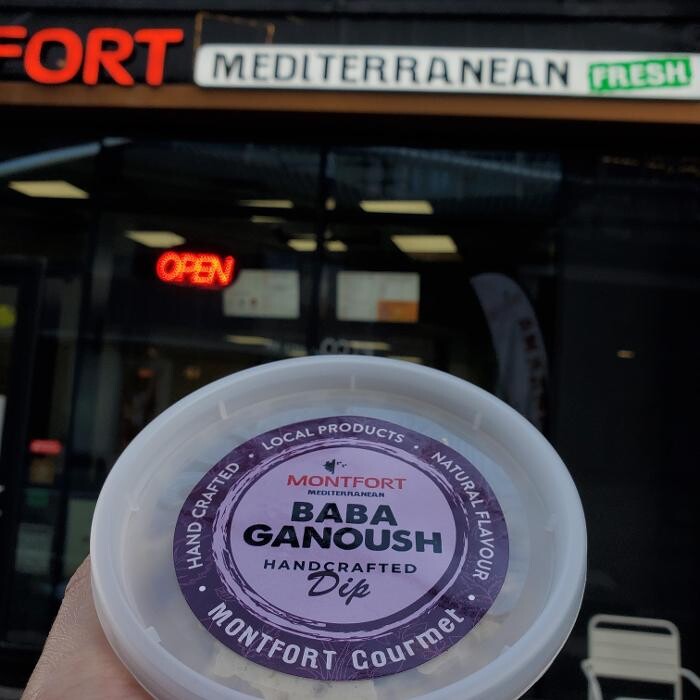 FORT MEDITERRANEAN FRESH
OPEN
HAND CRAFTED • LOCAL PRODUCTS • NATURAL FLAVOUR
MONTFORT
MEDITERRANEAN
BABA
GANOUSH
HANDCRAFTED
Dip
• MONTFORT Gourmet •